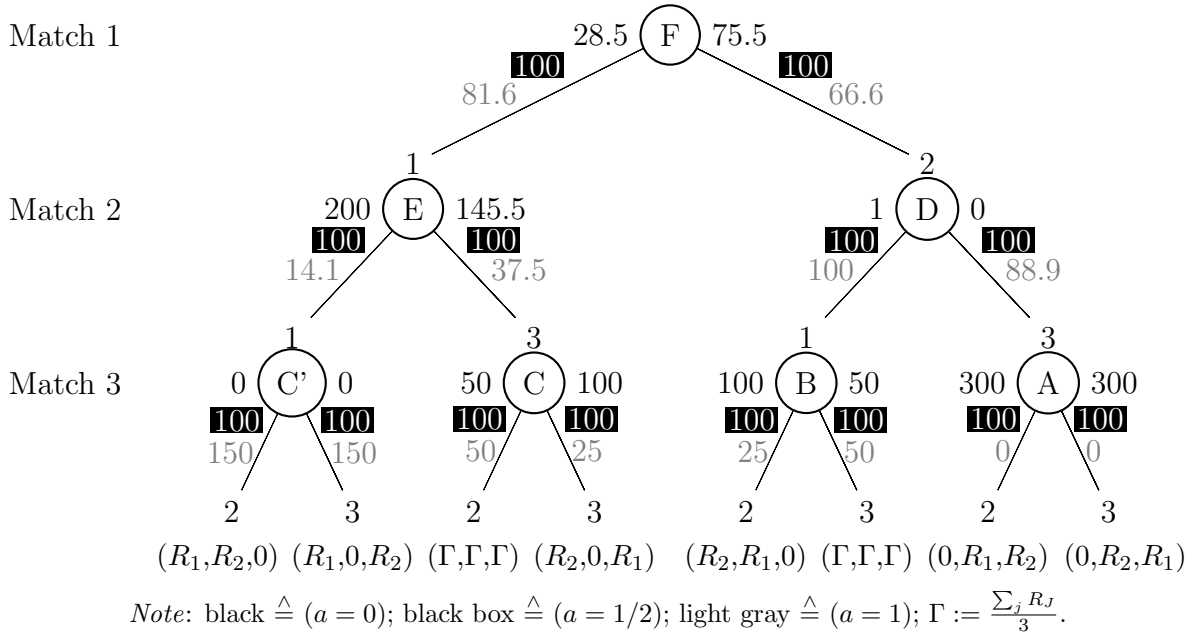 Match 1 28.5 F 75.5
100 100
81.6 66.6
1 2
Match 2 200 E 145.5 1 D 0
100 100 100 100
14.1 37.5 100 88.9
1 3 1 3
Match 3 0 C' 0 50 C 100 100 B 50 300 A 300
100 100 100 100 100 100 100 100
150 150 50 25 25 50 0 0
2 3 2 3 2 3 2 3
(R₁,R₂,0) (R₁,0,R₂) (Γ,Γ,Γ) (R₂,0,R₁) (R₂,R₁,0) (Γ,Γ,Γ) (0,R₁,R₂) (0,R₂,R₁)
Note: black ≙ (a = 0); black box ≙ (a = 1/2); light gray ≙ (a = 1); Γ := ∑ⱼ R_J / 3.